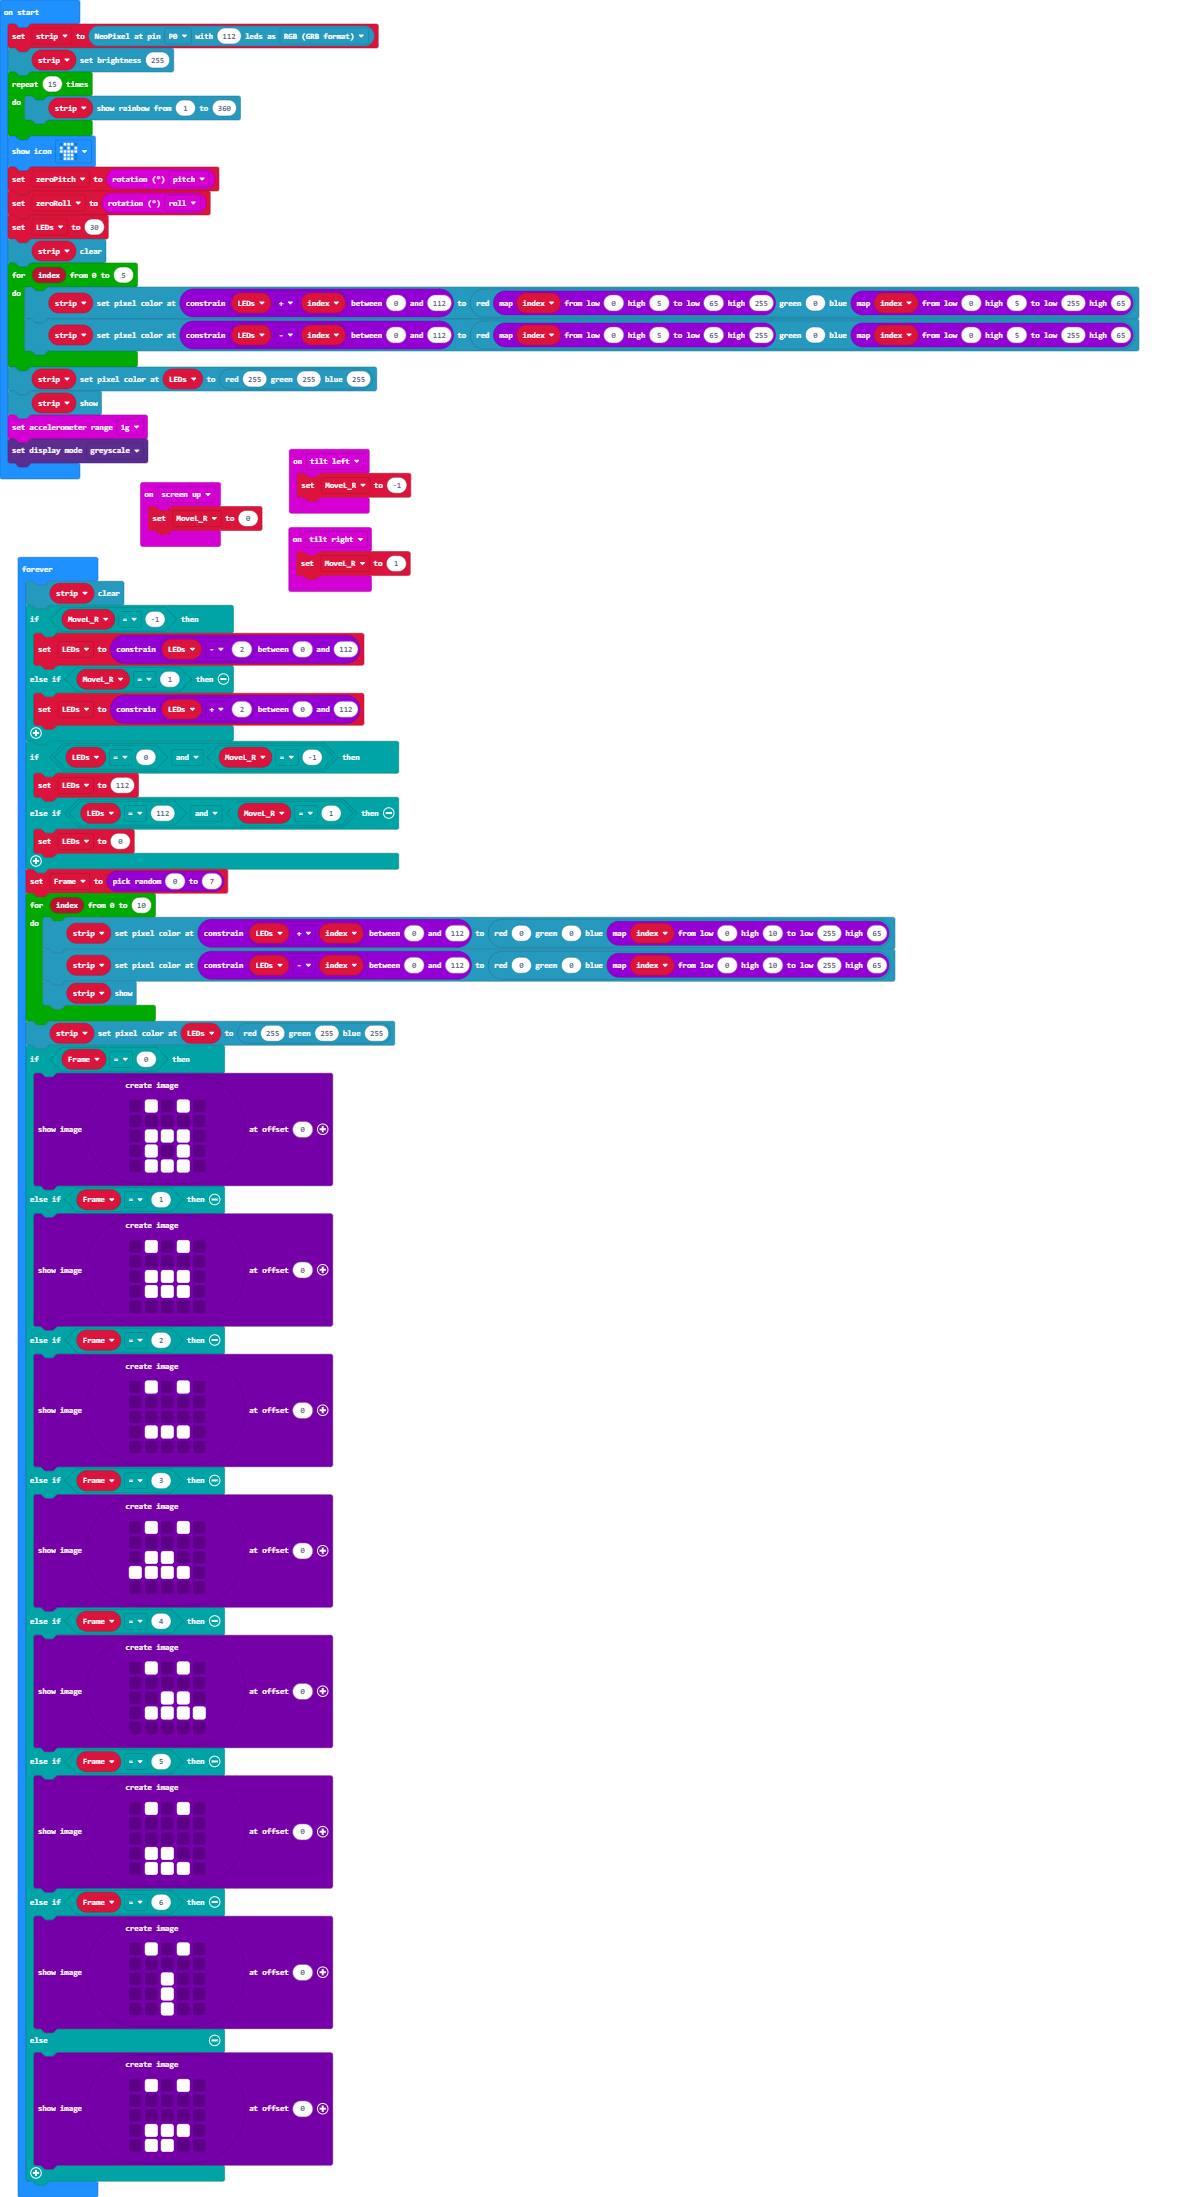 on start
set strip to NeoPixel at pin P0 with 112 leds as RGB (GRB format)
strip set brightness 255
repeat 15 times
do strip show rainbow from 1 to 360
show icon
set zeroPitch to rotation (°) pitch
set zeroRoll to rotation (°) roll
set LEDs to 30
strip clear
for index from 0 to 5
do strip set pixel color at constrain LEDs + index between 0 and 112 to red map index from low 0 high 5 to low 65 high 255 green 0 blue map index from low 0 high 5 to low 255 high 65
strip set pixel color at constrain LEDs - index between 0 and 112 to red map index from low 0 high 5 to low 65 high 255 green 0 blue map index from low 0 high 5 to low 255 high 65
strip set pixel color at LEDs to red 255 green 255 blue 255
strip show
set accelerometer range 1g
set display mode greyscale
on tilt left
set MoveL_R to -1
on screen up
set MoveL_R to 0
on tilt right
set MoveL_R to 1
forever
strip clear
if MoveL_R = -1 then
set LEDs to constrain LEDs - 2 between 0 and 112
else if MoveL_R = 1 then
set LEDs to constrain LEDs + 2 between 0 and 112
if LEDs = 0 and MoveL_R = -1 then
set LEDs to 112
else if LEDs = 112 and MoveL_R = 1 then
set LEDs to 0
set Frame to pick random 0 to 7
for index from 0 to 10
do strip set pixel color at constrain LEDs + index between 0 and 112 to red 0 green 0 blue map index from low 0 high 10 to low 255 high 65
strip set pixel color at constrain LEDs - index between 0 and 112 to red 0 green 0 blue map index from low 0 high 10 to low 255 high 65
strip show
strip set pixel color at LEDs to red 255 green 255 blue 255
if Frame = 0 then
create image
show image at offset 0
else if Frame = 1 then
create image
show image at offset 0
else if Frame = 2 then
create image
show image at offset 0
else if Frame = 3 then
create image
show image at offset 0
else if Frame = 4 then
create image
show image at offset 0
else if Frame = 5 then
create image
show image at offset 0
else if Frame = 6 then
create image
show image at offset 0
else
create image
show image at offset 0